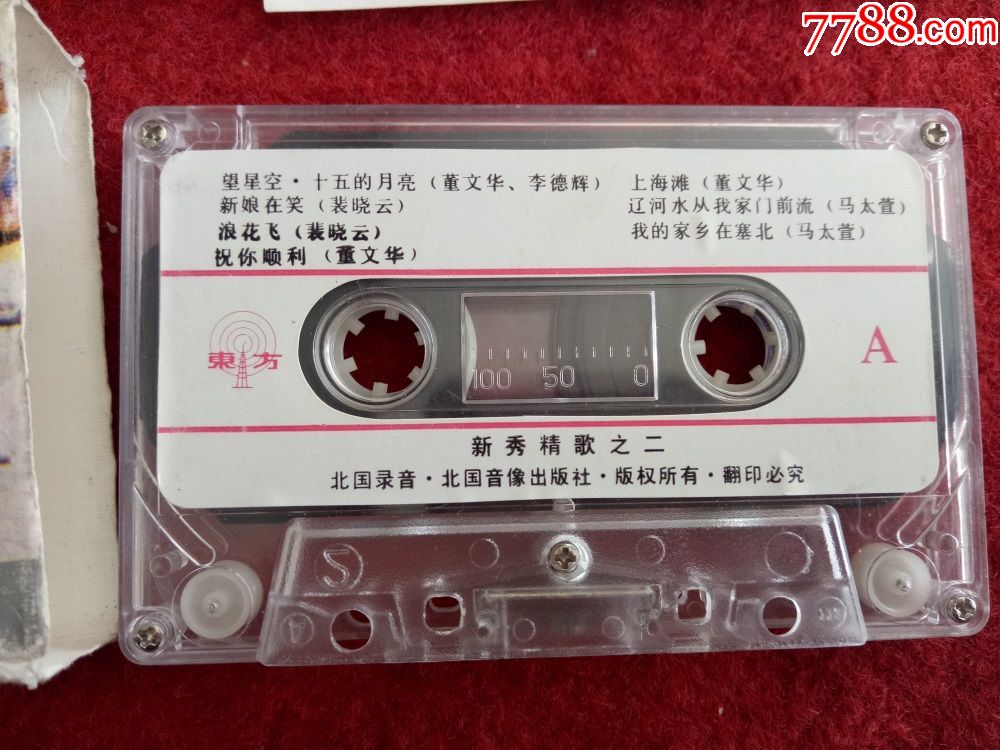 7788.com
望星空·十五的月亮（董文华、李德辉）
新娘在笑（裴晓云）
浪花飞（裴晓云）
祝你顺利（董文华）
上海滩（董文华）
辽河水从我家门前流（马太萱）
我的家乡在塞北（马太萱）
東方
A
100 50 0
新秀精歌之二
北国录音·北国音像出版社·版权所有·翻印必究
2
A